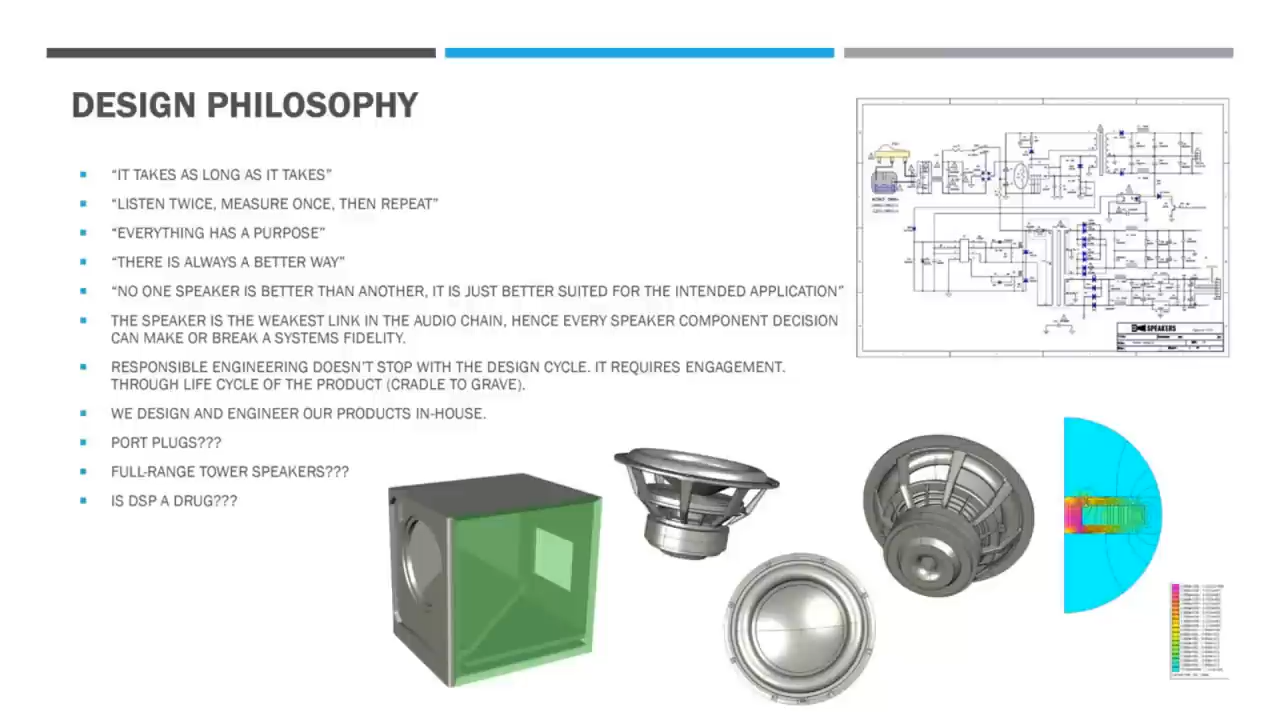 DESIGN PHILOSOPHY
“IT TAKES AS LONG AS IT TAKES”
“LISTEN TWICE, MEASURE ONCE, THEN REPEAT”
“EVERYTHING HAS A PURPOSE”
“THERE IS ALWAYS A BETTER WAY”
“NO ONE SPEAKER IS BETTER THAN ANOTHER, IT IS JUST BETTER SUITED FOR THE INTENDED APPLICATION”
THE SPEAKER IS THE WEAKEST LINK IN THE AUDIO CHAIN, HENCE EVERY SPEAKER COMPONENT DECISION
CAN MAKE OR BREAK A SYSTEMS FIDELITY.
RESPONSIBLE ENGINEERING DOESN’T STOP WITH THE DESIGN CYCLE. IT REQUIRES ENGAGEMENT.
THROUGH LIFE CYCLE OF THE PRODUCT (CRADLE TO GRAVE).
WE DESIGN AND ENGINEER OUR PRODUCTS IN-HOUSE.
PORT PLUGS???
FULL-RANGE TOWER SPEAKERS???
IS DSP A DRUG???
SPEAKERS